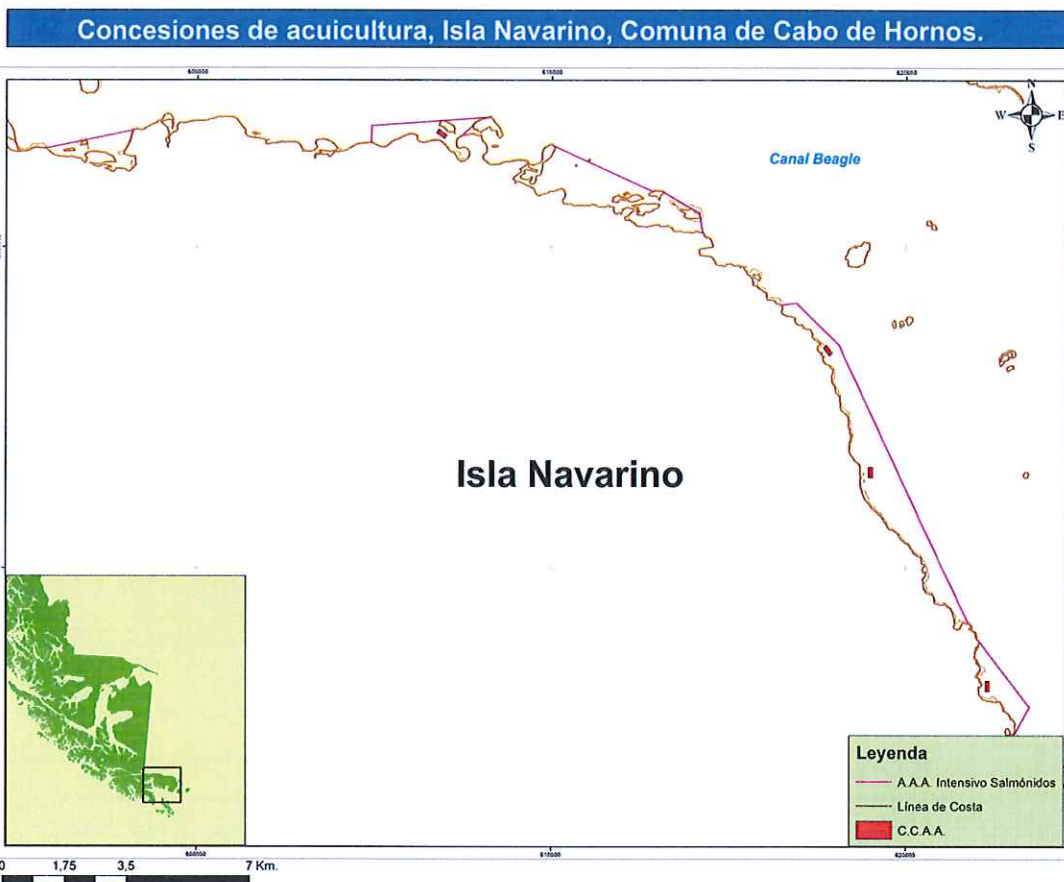 Concesiones de acuicultura, Isla Navarino, Comuna de Cabo de Hornos.
N
W E
S
Canal Beagle
Isla Navarino
Leyenda
A.A.A. Intensivo Salmónidos
Línea de Costa
C.C.A.A.
0 1,75 3,5 7 Km.